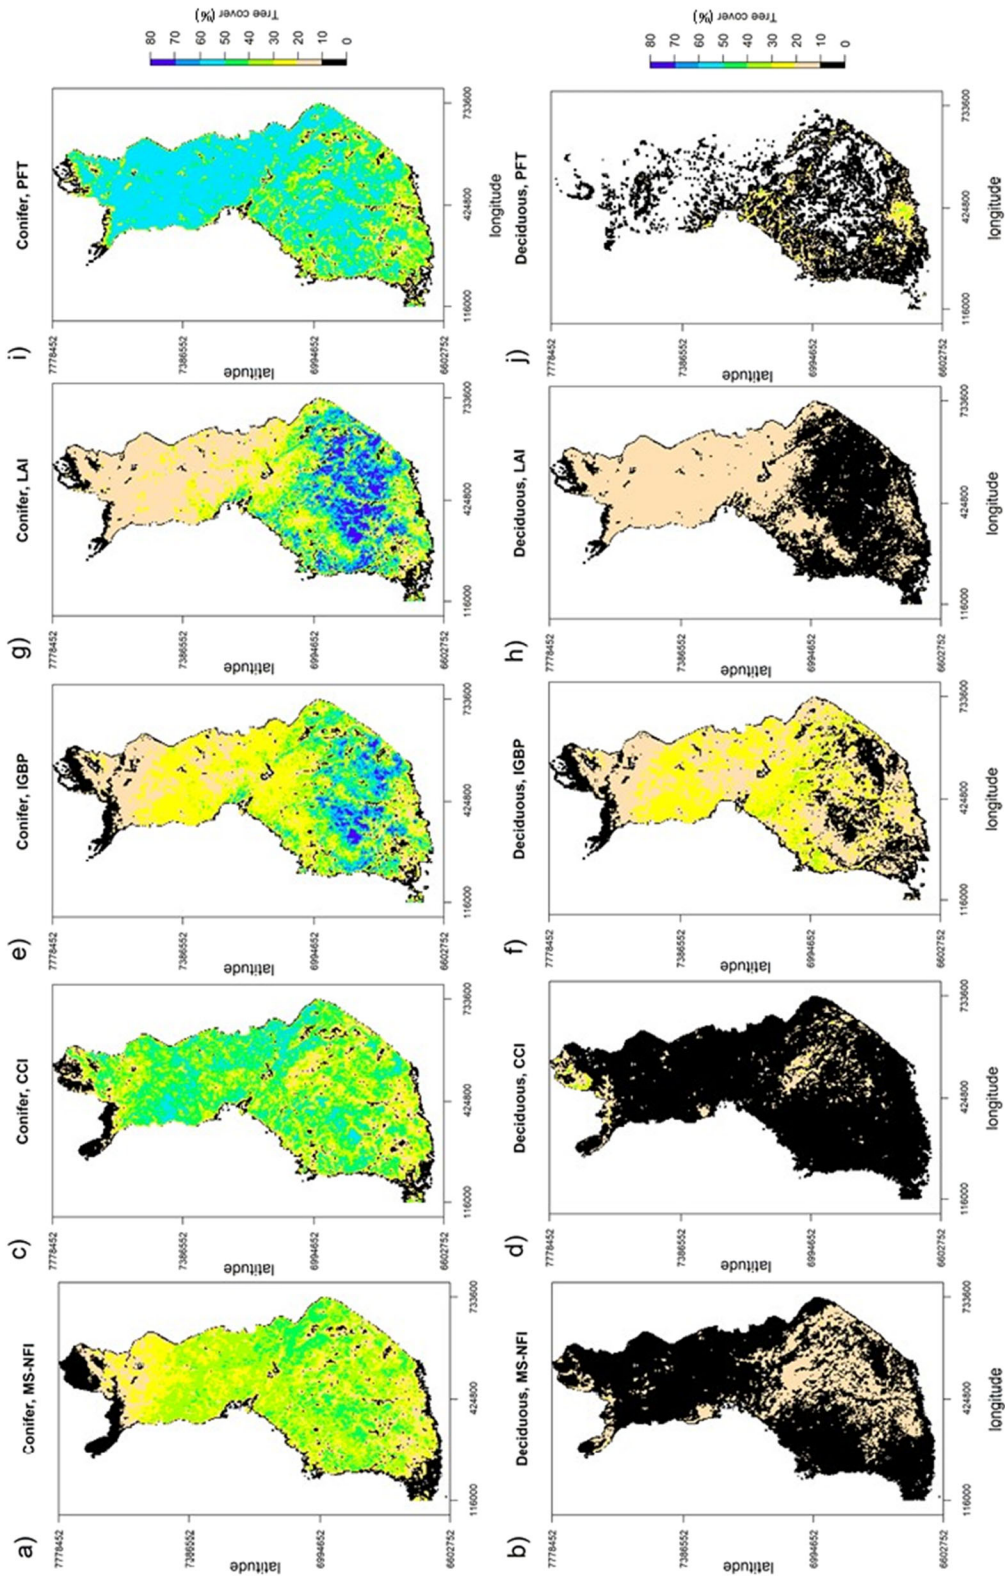 a)
Conifer, MS-NFI
latitude
7778452
7386552
6994652
6602752
116000 424800 733600
c)
Conifer, CCI
latitude
7778452
7386552
6994652
6602752
116000 424800 733600
e)
Conifer, IGBP
latitude
7778452
7386552
6994652
6602752
116000 424800 733600
g)
Conifer, LAI
latitude
7778452
7386552
6994652
6602752
116000 424800 733600
i)
Conifer, PFT
latitude
7778452
7386552
6994652
6602752
116000 424800 733600
longitude
80
70
60
50
40
30
20
10
0
Tree cover (%)
b)
Deciduous, MS-NFI
latitude
7778452
7386552
6994652
6602752
116000 424800 733600
longitude
d)
Deciduous, CCI
latitude
7778452
7386552
6994652
6602752
116000 424800 733600
longitude
f)
Deciduous, IGBP
latitude
7778452
7386552
6994652
6602752
116000 424800 733600
longitude
h)
Deciduous, LAI
latitude
7778452
7386552
6994652
6602752
116000 424800 733600
longitude
j)
Deciduous, PFT
latitude
7778452
7386552
6994652
6602752
116000 424800 733600
longitude
80
70
60
50
40
30
20
10
0
Tree cover (%)